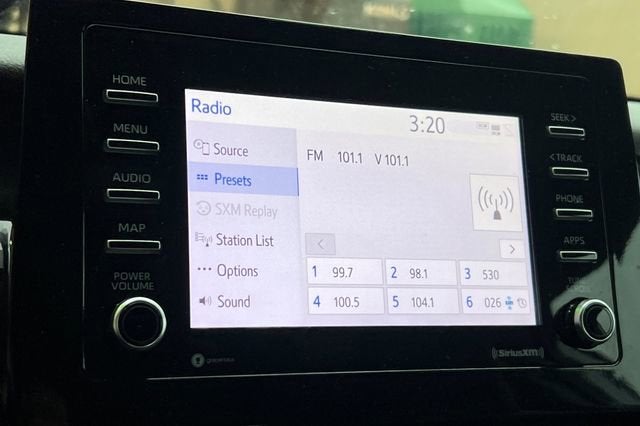 HOME
MENU
AUDIO
MAP
POWER
VOLUME
Radio
3:20
Source
Presets
SXM Replay
Station List
Options
Sound
FM 101.1 V 101.1
<
>
1 99.7
2 98.1
3 530
4 100.5
5 104.1
6 026
SEEK >
< TRACK
PHONE
APPS
gracenote
SiriusXM